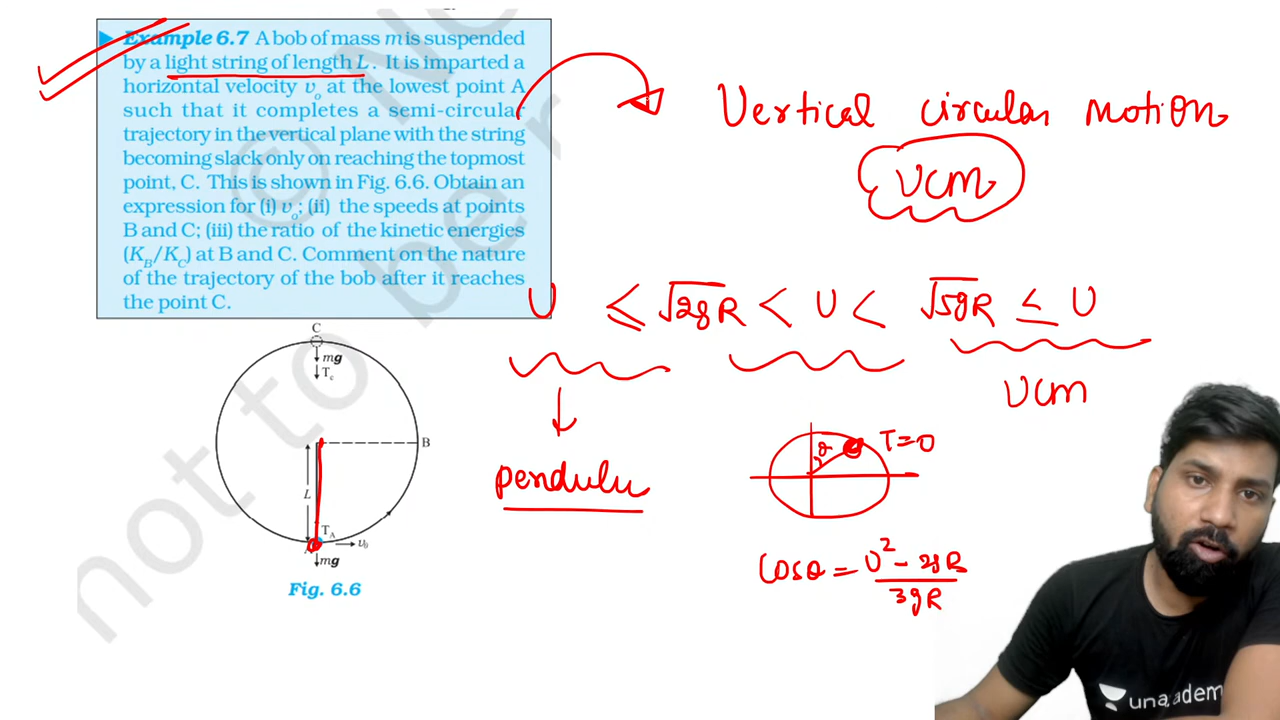 Example 6.7 A bob of mass m is suspended
by a light string of length L. It is imparted a
horizontal velocity v₀ at the lowest point A
such that it completes a semi-circular
trajectory in the vertical plane with the string
becoming slack only on reaching the topmost
point, C. This is shown in Fig. 6.6. Obtain an
expression for (i) v₀; (ii) the speeds at points
B and C; (iii) the ratio of the kinetic energies
(K_B/K_C) at B and C. Comment on the nature
of the trajectory of the bob after it reaches
the point C.
Vertical circular motion
VCM
U ≤ √2gR < U < √5gR ≤ U
VCM
pendulu
C
mg
T_c
B
L
T_A
A
v₀
mg
Fig. 6.6
θ
T=0
Cosθ = U² - 2gR / 3gR
not to be
unacademy